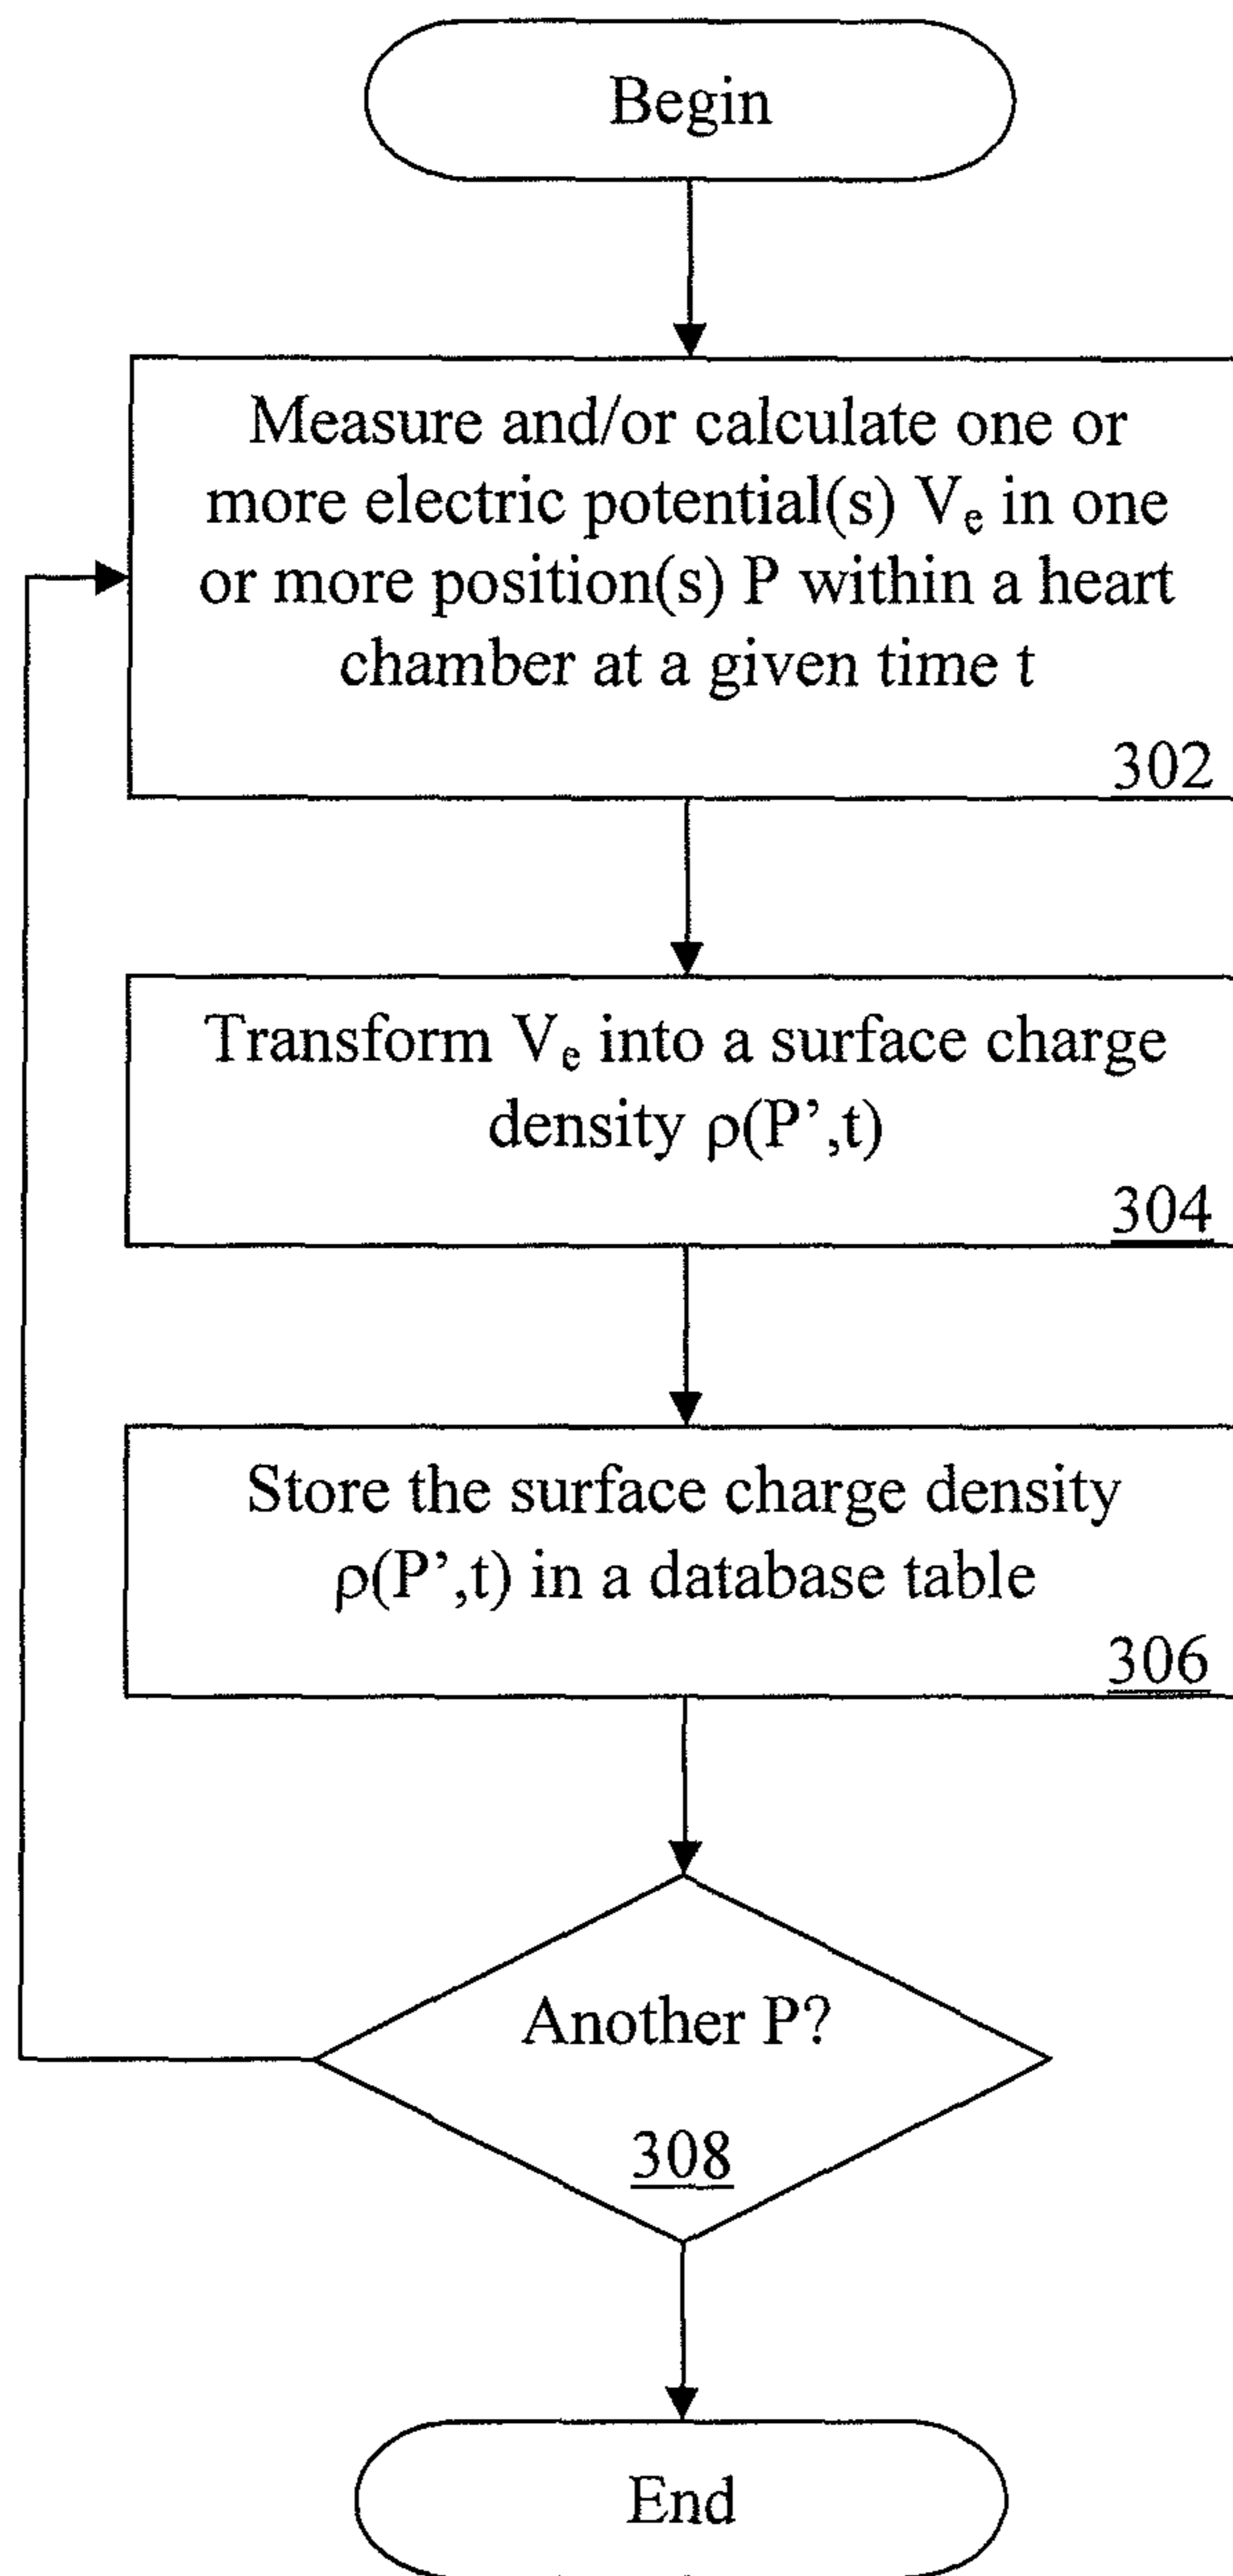 Begin
Measure and/or calculate one or
more electric potential(s) Vₑ in one
or more position(s) P within a heart
chamber at a given time t
302
Transform Vₑ into a surface charge
density ρ(P’,t)
304
Store the surface charge density
ρ(P’,t) in a database table
306
Another P?
308
End